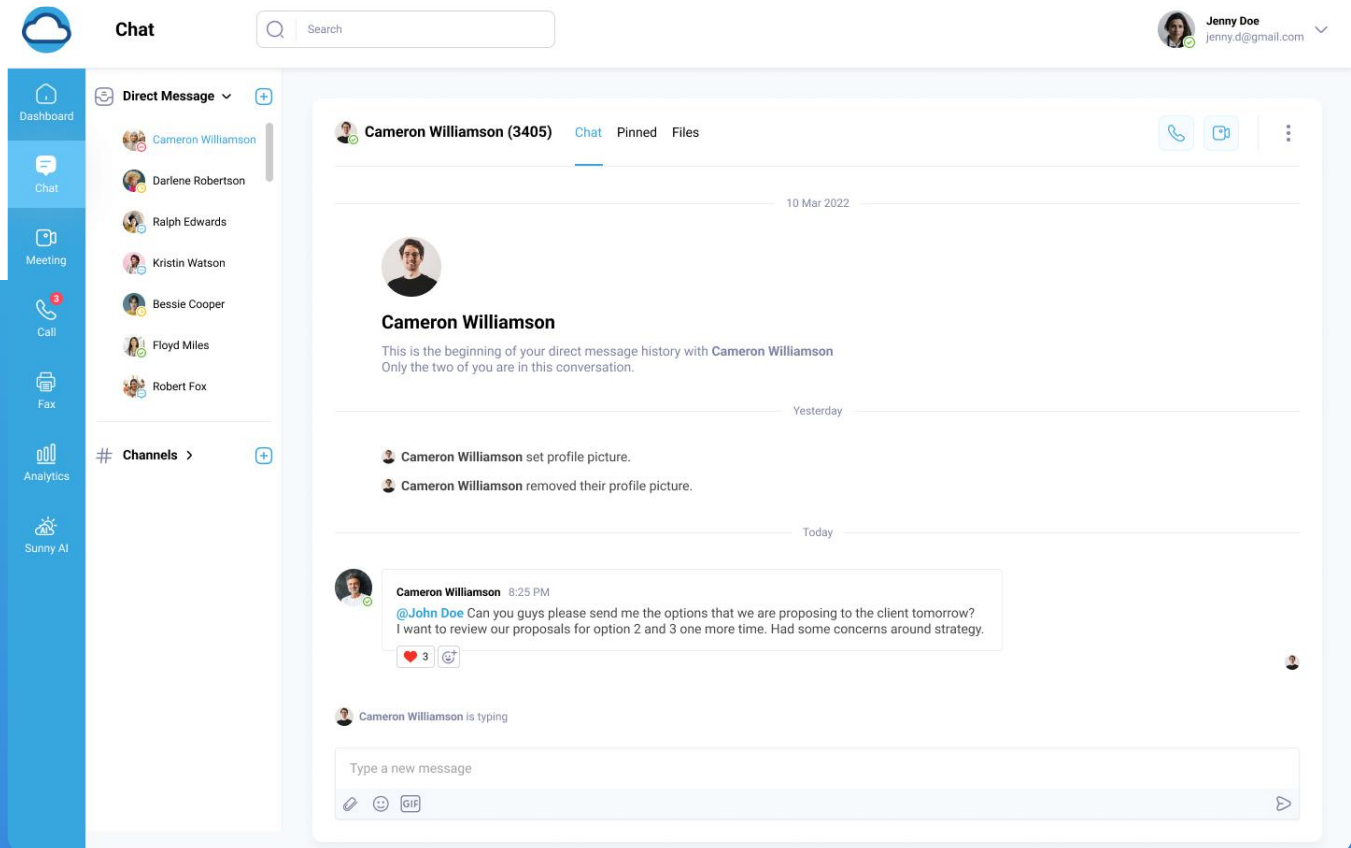 Chat
Search
Jenny Doe
jenny.d@gmail.com
Dashboard
Chat
Meeting
3
Call
Fax
Analytics
AI
Sunny AI
Direct Message
Cameron Williamson
Darlene Robertson
Ralph Edwards
Kristin Watson
Bessie Cooper
Floyd Miles
Robert Fox
Channels
Cameron Williamson (3405) Chat Pinned Files
10 Mar 2022
Cameron Williamson
This is the beginning of your direct message history with Cameron Williamson
Only the two of you are in this conversation.
Yesterday
Cameron Williamson set profile picture.
Cameron Williamson removed their profile picture.
Today
Cameron Williamson 8:25 PM
@John Doe Can you guys please send me the options that we are proposing to the client tomorrow?
I want to review our proposals for option 2 and 3 one more time. Had some concerns around strategy.
3
Cameron Williamson is typing
Type a new message
GIF